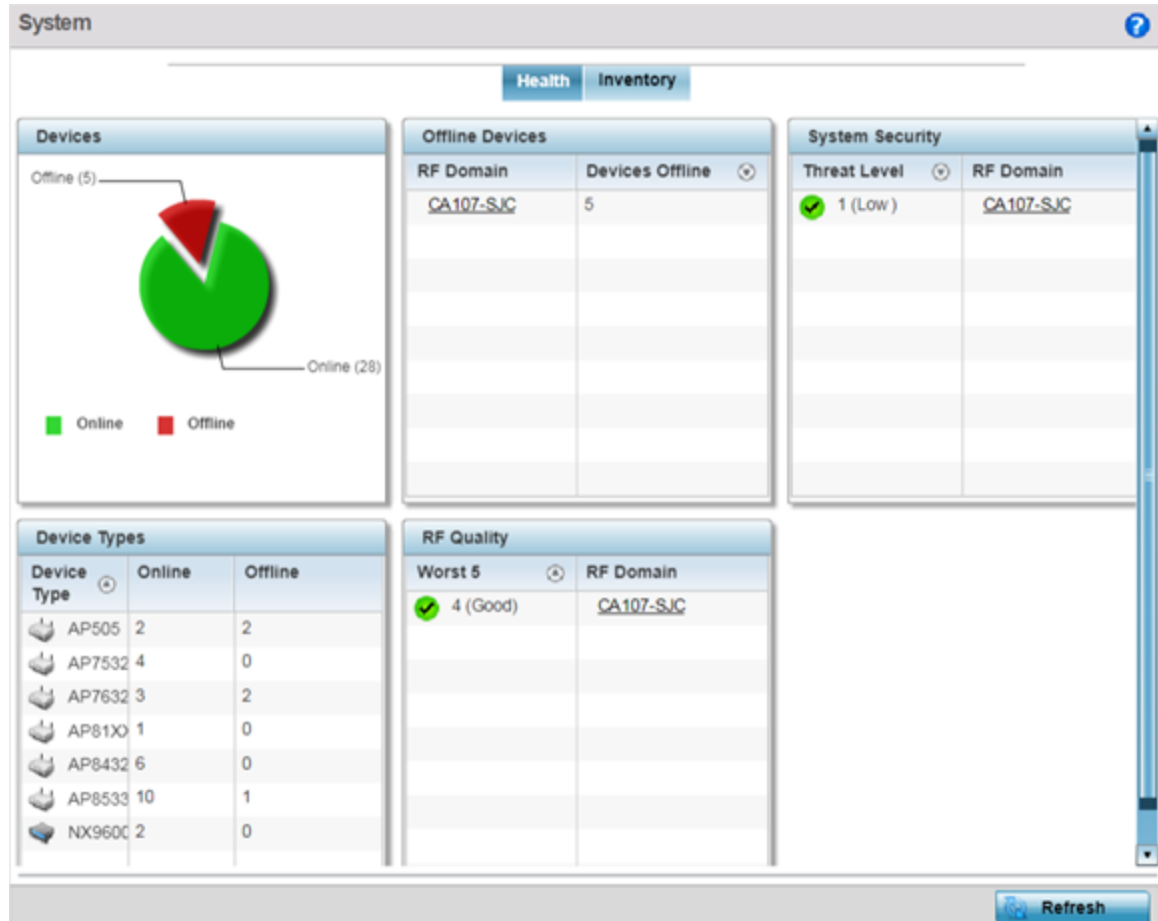 System
Health Inventory
Devices
Offline (5)
Online (28)
Online Offline
Offline Devices
RF Domain Devices Offline
CA107-SJC 5
System Security
Threat Level RF Domain
1 (Low) CA107-SJC
Device Types
Device Type Online Offline
AP505 2 2
AP7532 4 0
AP7632 3 2
AP81XX 1 0
AP8432 6 0
AP8533 10 1
NX9600 2 0
RF Quality
Worst 5 RF Domain
4 (Good) CA107-SJC
Refresh